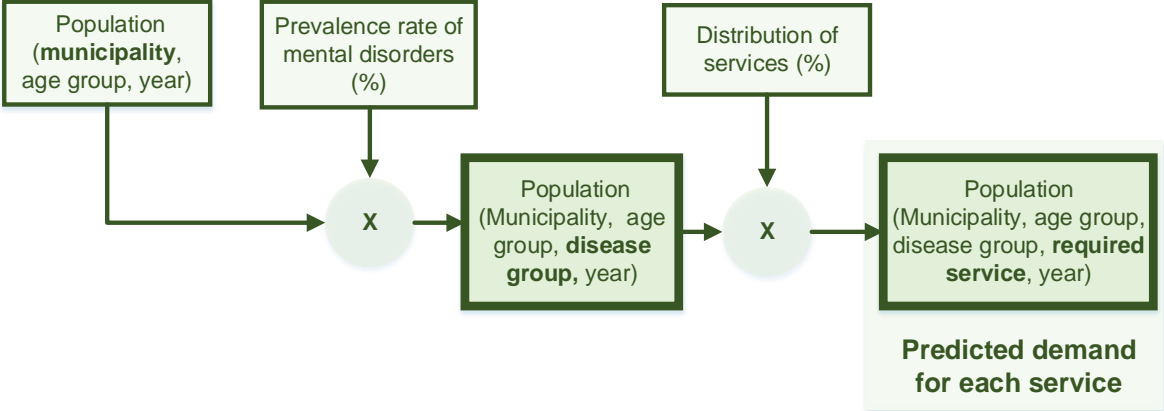 Population
(municipality,
age group, year)
Prevalence rate of
mental disorders
(%)
Distribution of
services (%)
X
Population
(Municipality, age
group, disease
group, year)
X
Population
(Municipality, age group,
disease group, required
service, year)
Predicted demand
for each service